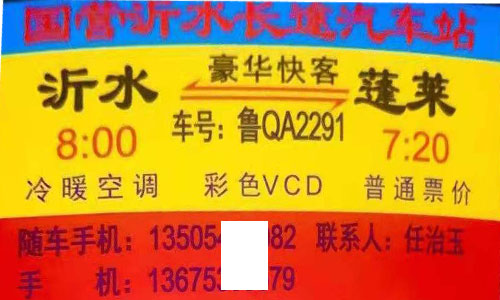 国营沂水长途汽车站
豪华快客
沂水 蓬莱
车号：鲁QA2291
8:00 7:20
冷暖空调 彩色VCD 普通票价
随车手机：135054 082 联系人：任治玉
手 机：13675 79